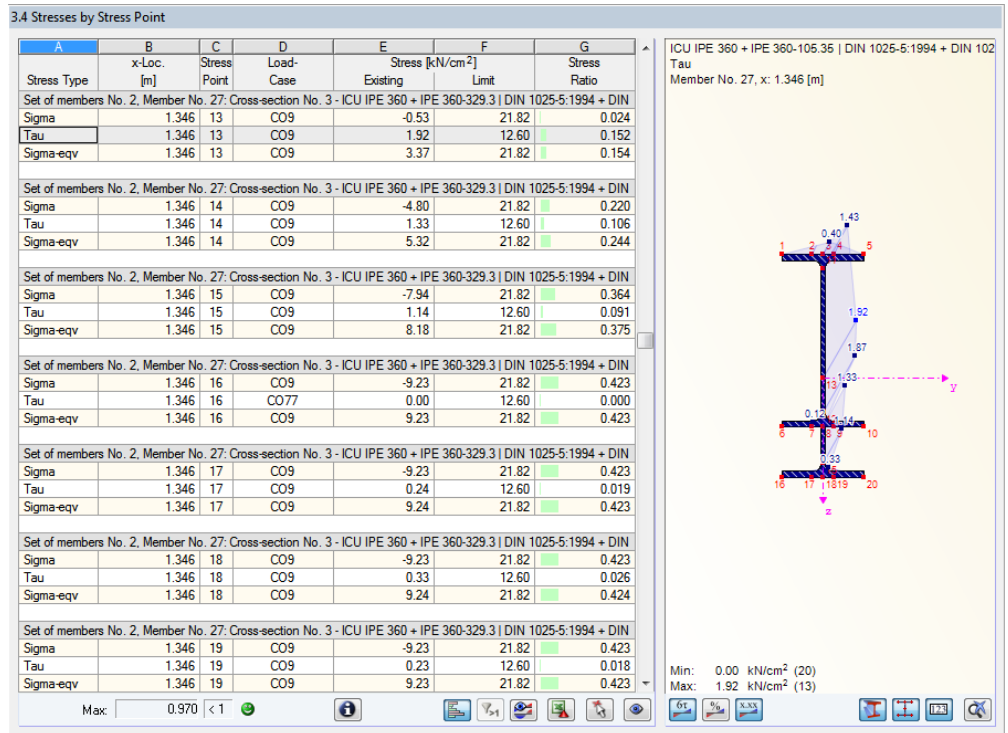 3.4 Stresses by Stress Point
A B C D E F G
x-Loc. Stress Load- Stress [kN/cm²] Stress
Stress Type [m] Point Case Existing Limit Ratio
Set of members No. 2, Member No. 27: Cross-section No. 3 - ICU IPE 360 + IPE 360-329.3 | DIN 1025-5:1994 + DIN
Sigma 1.346 13 CO9 -0.53 21.82 0.024
Tau 1.346 13 CO9 1.92 12.60 0.152
Sigma-eqv 1.346 13 CO9 3.37 21.82 0.154
Set of members No. 2, Member No. 27: Cross-section No. 3 - ICU IPE 360 + IPE 360-329.3 | DIN 1025-5:1994 + DIN
Sigma 1.346 14 CO9 -4.80 21.82 0.220
Tau 1.346 14 CO9 1.33 12.60 0.106
Sigma-eqv 1.346 14 CO9 5.32 21.82 0.244
Set of members No. 2, Member No. 27: Cross-section No. 3 - ICU IPE 360 + IPE 360-329.3 | DIN 1025-5:1994 + DIN
Sigma 1.346 15 CO9 -7.94 21.82 0.364
Tau 1.346 15 CO9 1.14 12.60 0.091
Sigma-eqv 1.346 15 CO9 8.18 21.82 0.375
Set of members No. 2, Member No. 27: Cross-section No. 3 - ICU IPE 360 + IPE 360-329.3 | DIN 1025-5:1994 + DIN
Sigma 1.346 16 CO9 -9.23 21.82 0.423
Tau 1.346 16 CO77 0.00 12.60 0.000
Sigma-eqv 1.346 16 CO9 9.23 21.82 0.423
Set of members No. 2, Member No. 27: Cross-section No. 3 - ICU IPE 360 + IPE 360-329.3 | DIN 1025-5:1994 + DIN
Sigma 1.346 17 CO9 -9.23 21.82 0.423
Tau 1.346 17 CO9 0.24 12.60 0.019
Sigma-eqv 1.346 17 CO9 9.24 21.82 0.423
Set of members No. 2, Member No. 27: Cross-section No. 3 - ICU IPE 360 + IPE 360-329.3 | DIN 1025-5:1994 + DIN
Sigma 1.346 18 CO9 -9.23 21.82 0.423
Tau 1.346 18 CO9 0.33 12.60 0.026
Sigma-eqv 1.346 18 CO9 9.24 21.82 0.424
Set of members No. 2, Member No. 27: Cross-section No. 3 - ICU IPE 360 + IPE 360-329.3 | DIN 1025-5:1994 + DIN
Sigma 1.346 19 CO9 -9.23 21.82 0.423
Tau 1.346 19 CO9 0.23 12.60 0.018
Sigma-eqv 1.346 19 CO9 9.23 21.82 0.423
Max: 0.970 < 1
ICU IPE 360 + IPE 360-105.35 | DIN 1025-5:1994 + DIN 102
Tau
Member No. 27, x: 1.346 [m]
1.43
0.40
1 2 3 4 5
1.92
1.87
13 1.33
y
0.12 1.14
6 7 8 9 10
0.33
16 17 18 19 20
z
Min: 0.00 kN/cm² (20)
Max: 1.92 kN/cm² (13)
στ % x.xx 123